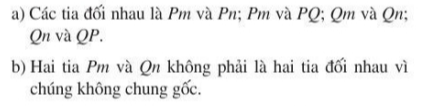 a) Các tia đối nhau là Pm và Pn; Pm và PQ; Qm và Qn;
Qn và QP.
b) Hai tia Pm và Qn không phải là hai tia đối nhau vì
chúng không chung gốc.